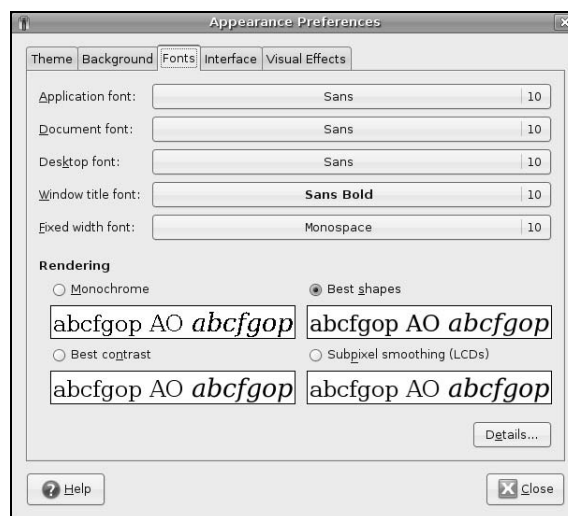 Appearance Preferences
Theme Background Fonts Interface Visual Effects
Application font: Sans 10
Document font: Sans 10
Desktop font: Sans 10
Window title font: Sans Bold 10
Fixed width font: Monospace 10
Rendering
Monochrome Best shapes
abcfgop AO abcfgop abcfgop AO abcfgop
Best contrast Subpixel smoothing (LCDs)
abcfgop AO abcfgop abcfgop AO abcfgop
Details...
Help Close